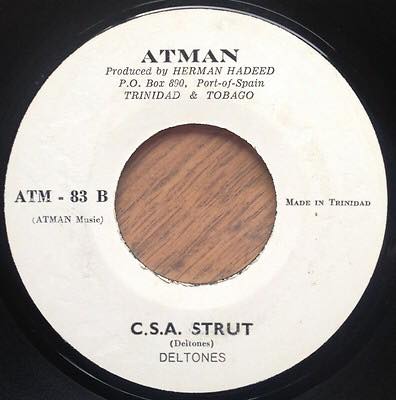 ATMAN
Produced by HERMAN HADEED
P.O. Box 890, Port-of-Spain
TRINIDAD & TOBAGO
ATM - 83 B
(ATMAN Music)
MADE IN TRINIDAD
C.S.A. STRUT
(Deltones)
DELTONES